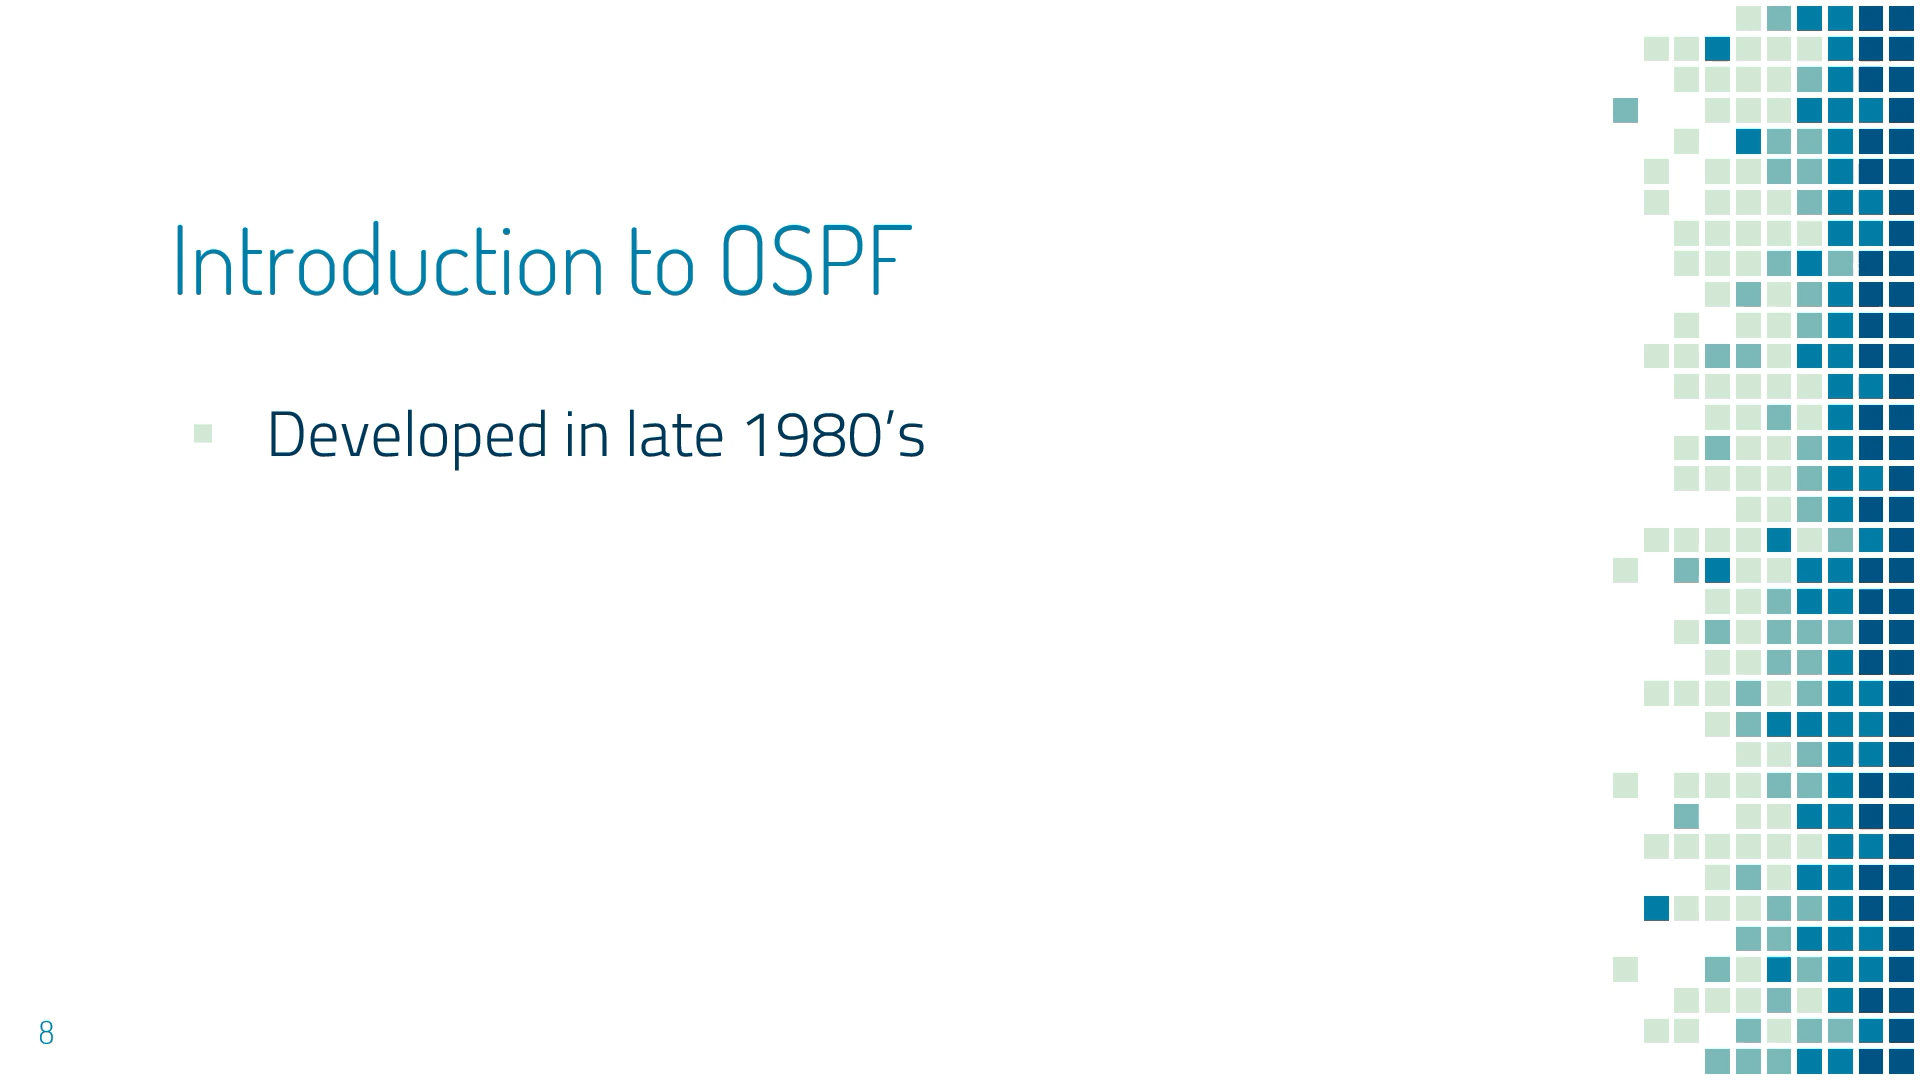 Introduction to OSPF
Developed in late 1980’s
8